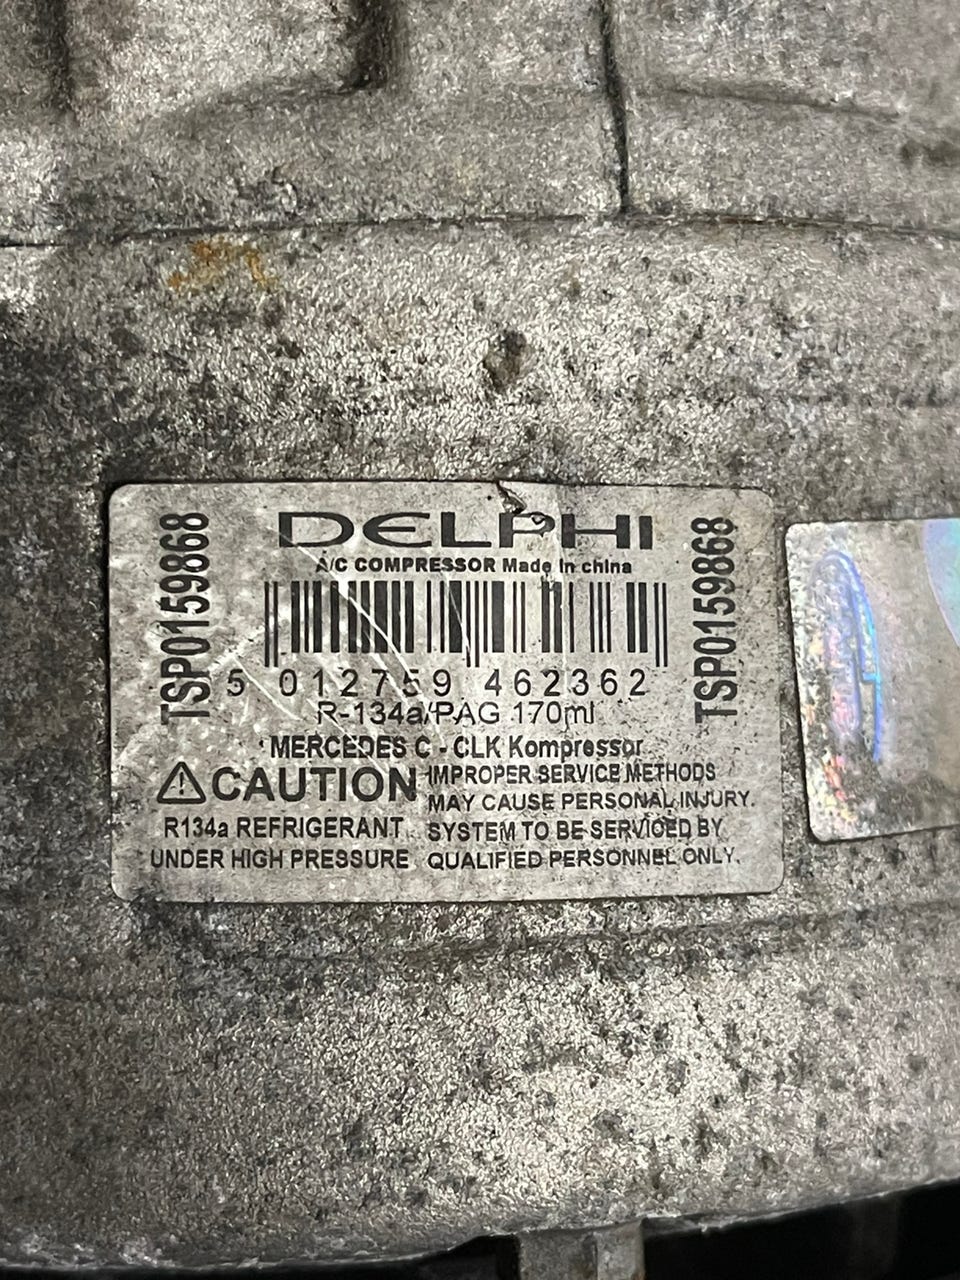 DELPHI
A/C COMPRESSOR Made in china
TSP0159868
TSP0159868
5 012759 462362
R-134a/PAG 170ml
MERCEDES C - CLK Kompressor
CAUTION
IMPROPER SERVICE METHODS
MAY CAUSE PERSONAL INJURY.
R134a REFRIGERANT
SYSTEM TO BE SERVICED BY
UNDER HIGH PRESSURE
QUALIFIED PERSONNEL ONLY.